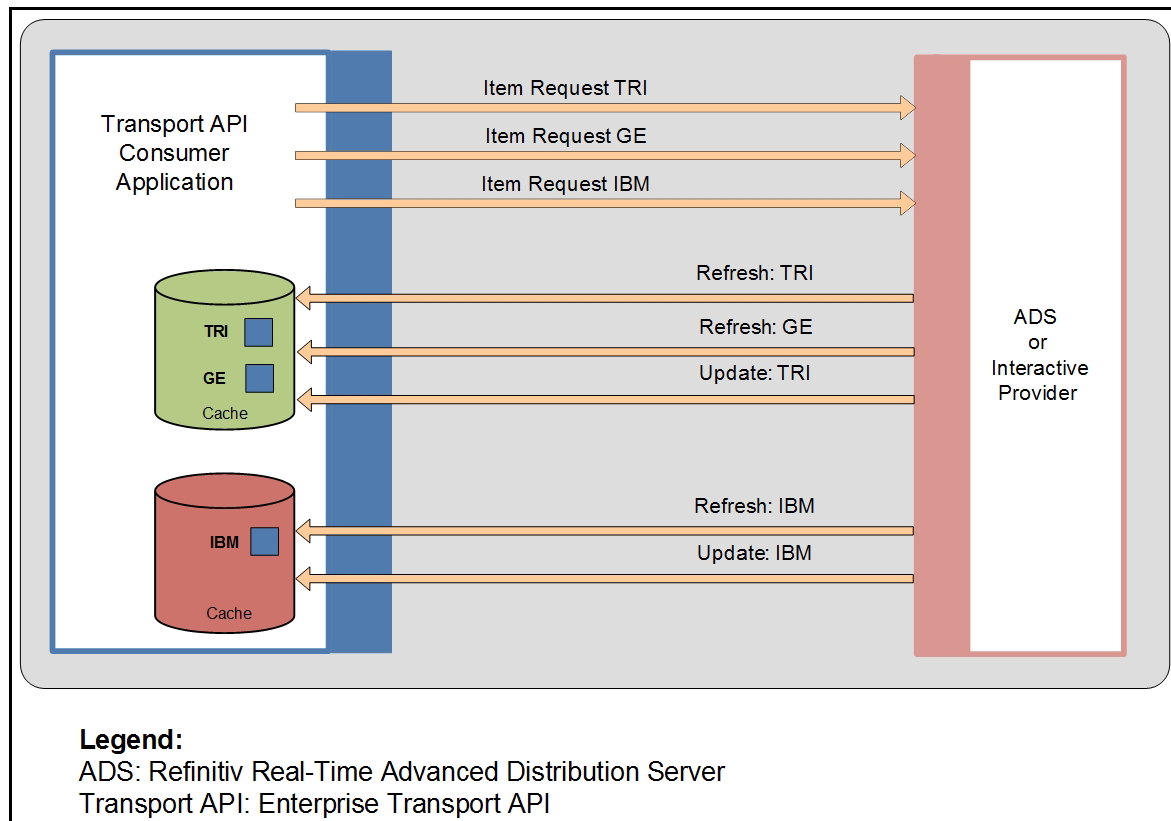 Transport API
Consumer
Application
Item Request TRI
Item Request GE
Item Request IBM
Refresh: TRI
Refresh: GE
Update: TRI
TRI
GE
Cache
Refresh: IBM
Update: IBM
IBM
Cache
ADS
or
Interactive
Provider
Legend:
ADS: Refinitiv Real-Time Advanced Distribution Server
Transport API: Enterprise Transport API